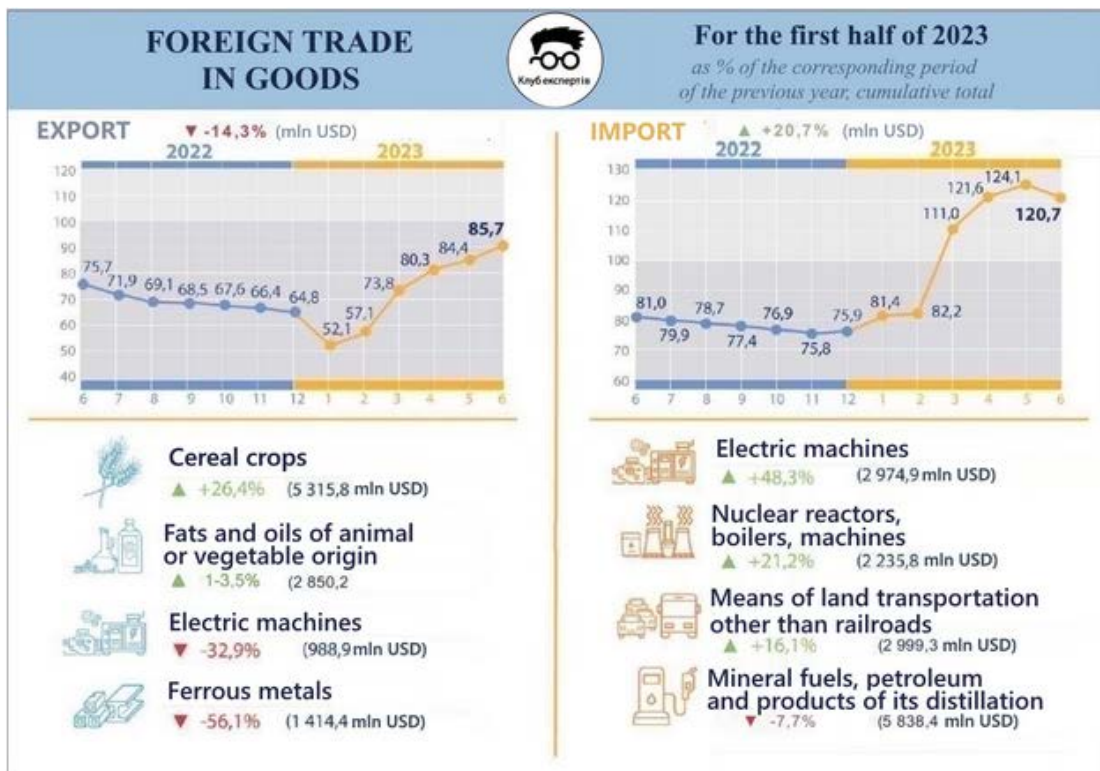 FOREIGN TRADE
IN GOODS
Клуб експертів
For the first half of 2023
as % of the corresponding period
of the previous year, cumulative total
EXPORT ▼ -14,3% (mln USD)
2022 2023
120
110
100
90
80
70
60
50
40
75,7
71,9
69,1
68,5
67,6
66,4
64,8
52,1
57,1
73,8
80,3
84,4
85,7
6 7 8 9 10 11 12 1 2 3 4 5 6
Cereal crops
▲ +26,4% (5 315,8 mln USD)
Fats and oils of animal
or vegetable origin
▲ 1-3,5% (2 850,2
Electric machines
▼ -32,9% (988,9 mln USD)
Ferrous metals
▼ -56,1% (1 414,4 mln USD)
IMPORT ▲ +20,7% (mln USD)
2022 2023
130
120
110
100
90
80
70
60
81,0
79,9
78,7
77,4
76,9
75,8
75,9
81,4
82,2
111,0
121,6
124,1
120,7
6 7 8 9 10 11 12 1 2 3 4 5 6
Electric machines
▲ +48,3% (2 974,9 mln USD)
Nuclear reactors,
boilers, machines
▲ +21,2% (2 235,8 mln USD)
Means of land transportation
other than railroads
▲ +16,1% (2 999,3 mln USD)
Mineral fuels, petroleum
and products of its distillation
▼ -7,7% (5 838,4 mln USD)